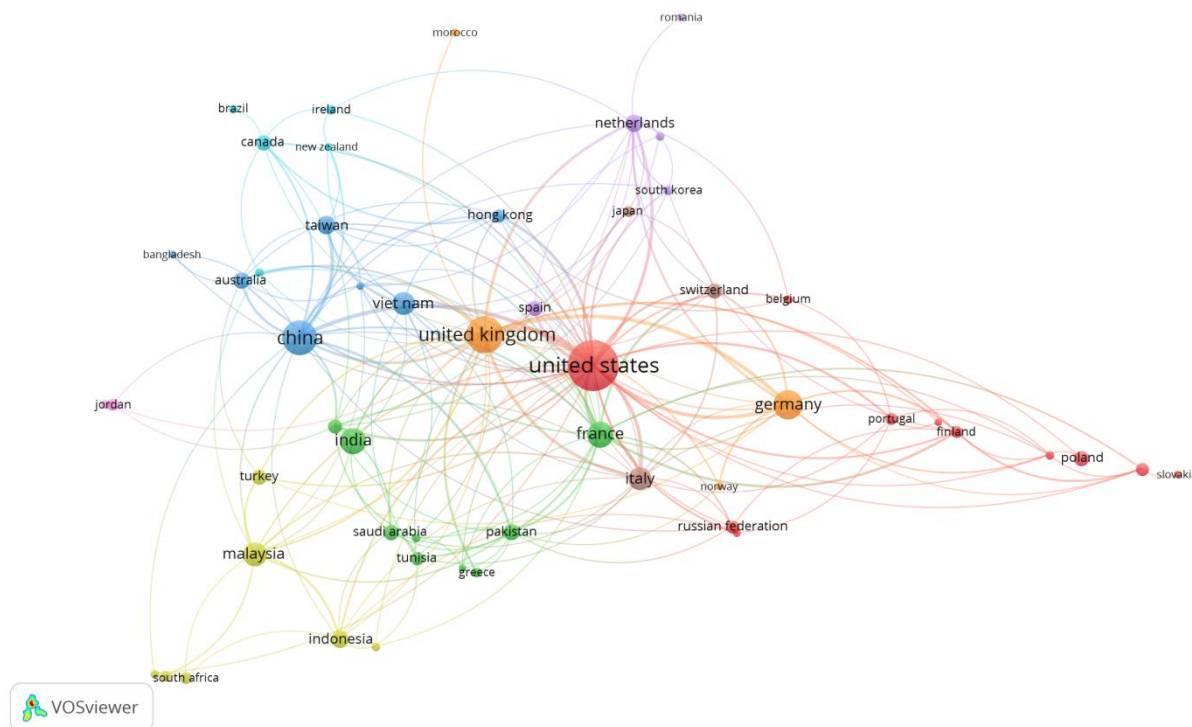 romania
morocco
brazil
ireland
netherlands
canada
new zealand
south korea
japan
hong kong
taiwan
bangladesh
australia
switzerland
belgium
viet nam
spain
china
united kingdom
united states
jordan
germany
portugal
finland
india
france
poland
slovaki
turkey
italy
norway
saudi arabia
pakistan
russian federation
malaysia
tunisia
greece
indonesia
south africa
VOSviewer